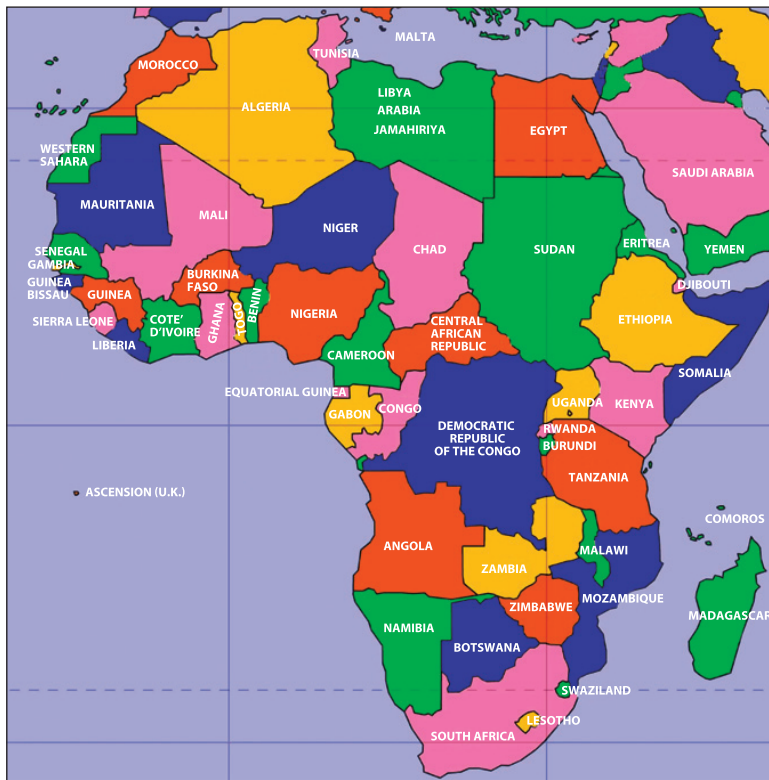 MALTA
TUNISIA
MOROCCO
LIBYA
ARABIA
JAMAHIRIYA
ALGERIA
EGYPT
WESTERN
SAHARA
SAUDI ARABIA
MAURITANIA
MALI
NIGER
CHAD
SUDAN
ERITREA
YEMEN
SENEGAL
GAMBIA
GUINEA
BISSAU
BURKINA
FASO
DJIBOUTI
GUINEA
NIGERIA
ETHIOPIA
SIERRA LEONE
COTE'
D'IVOIRE
GHANA
TOGO
BENIN
CENTRAL
AFRICAN
REPUBLIC
LIBERIA
CAMEROON
SOMALIA
EQUATORIAL GUINEA
GABON
CONGO
UGANDA
KENYA
DEMOCRATIC
REPUBLIC
OF THE CONGO
RWANDA
BURUNDI
TANZANIA
ASCENSION (U.K.)
COMOROS
ANGOLA
MALAWI
ZAMBIA
MOZAMBIQUE
ZIMBABWE
MADAGASCAR
NAMIBIA
BOTSWANA
SWAZILAND
LESOTHO
SOUTH AFRICA